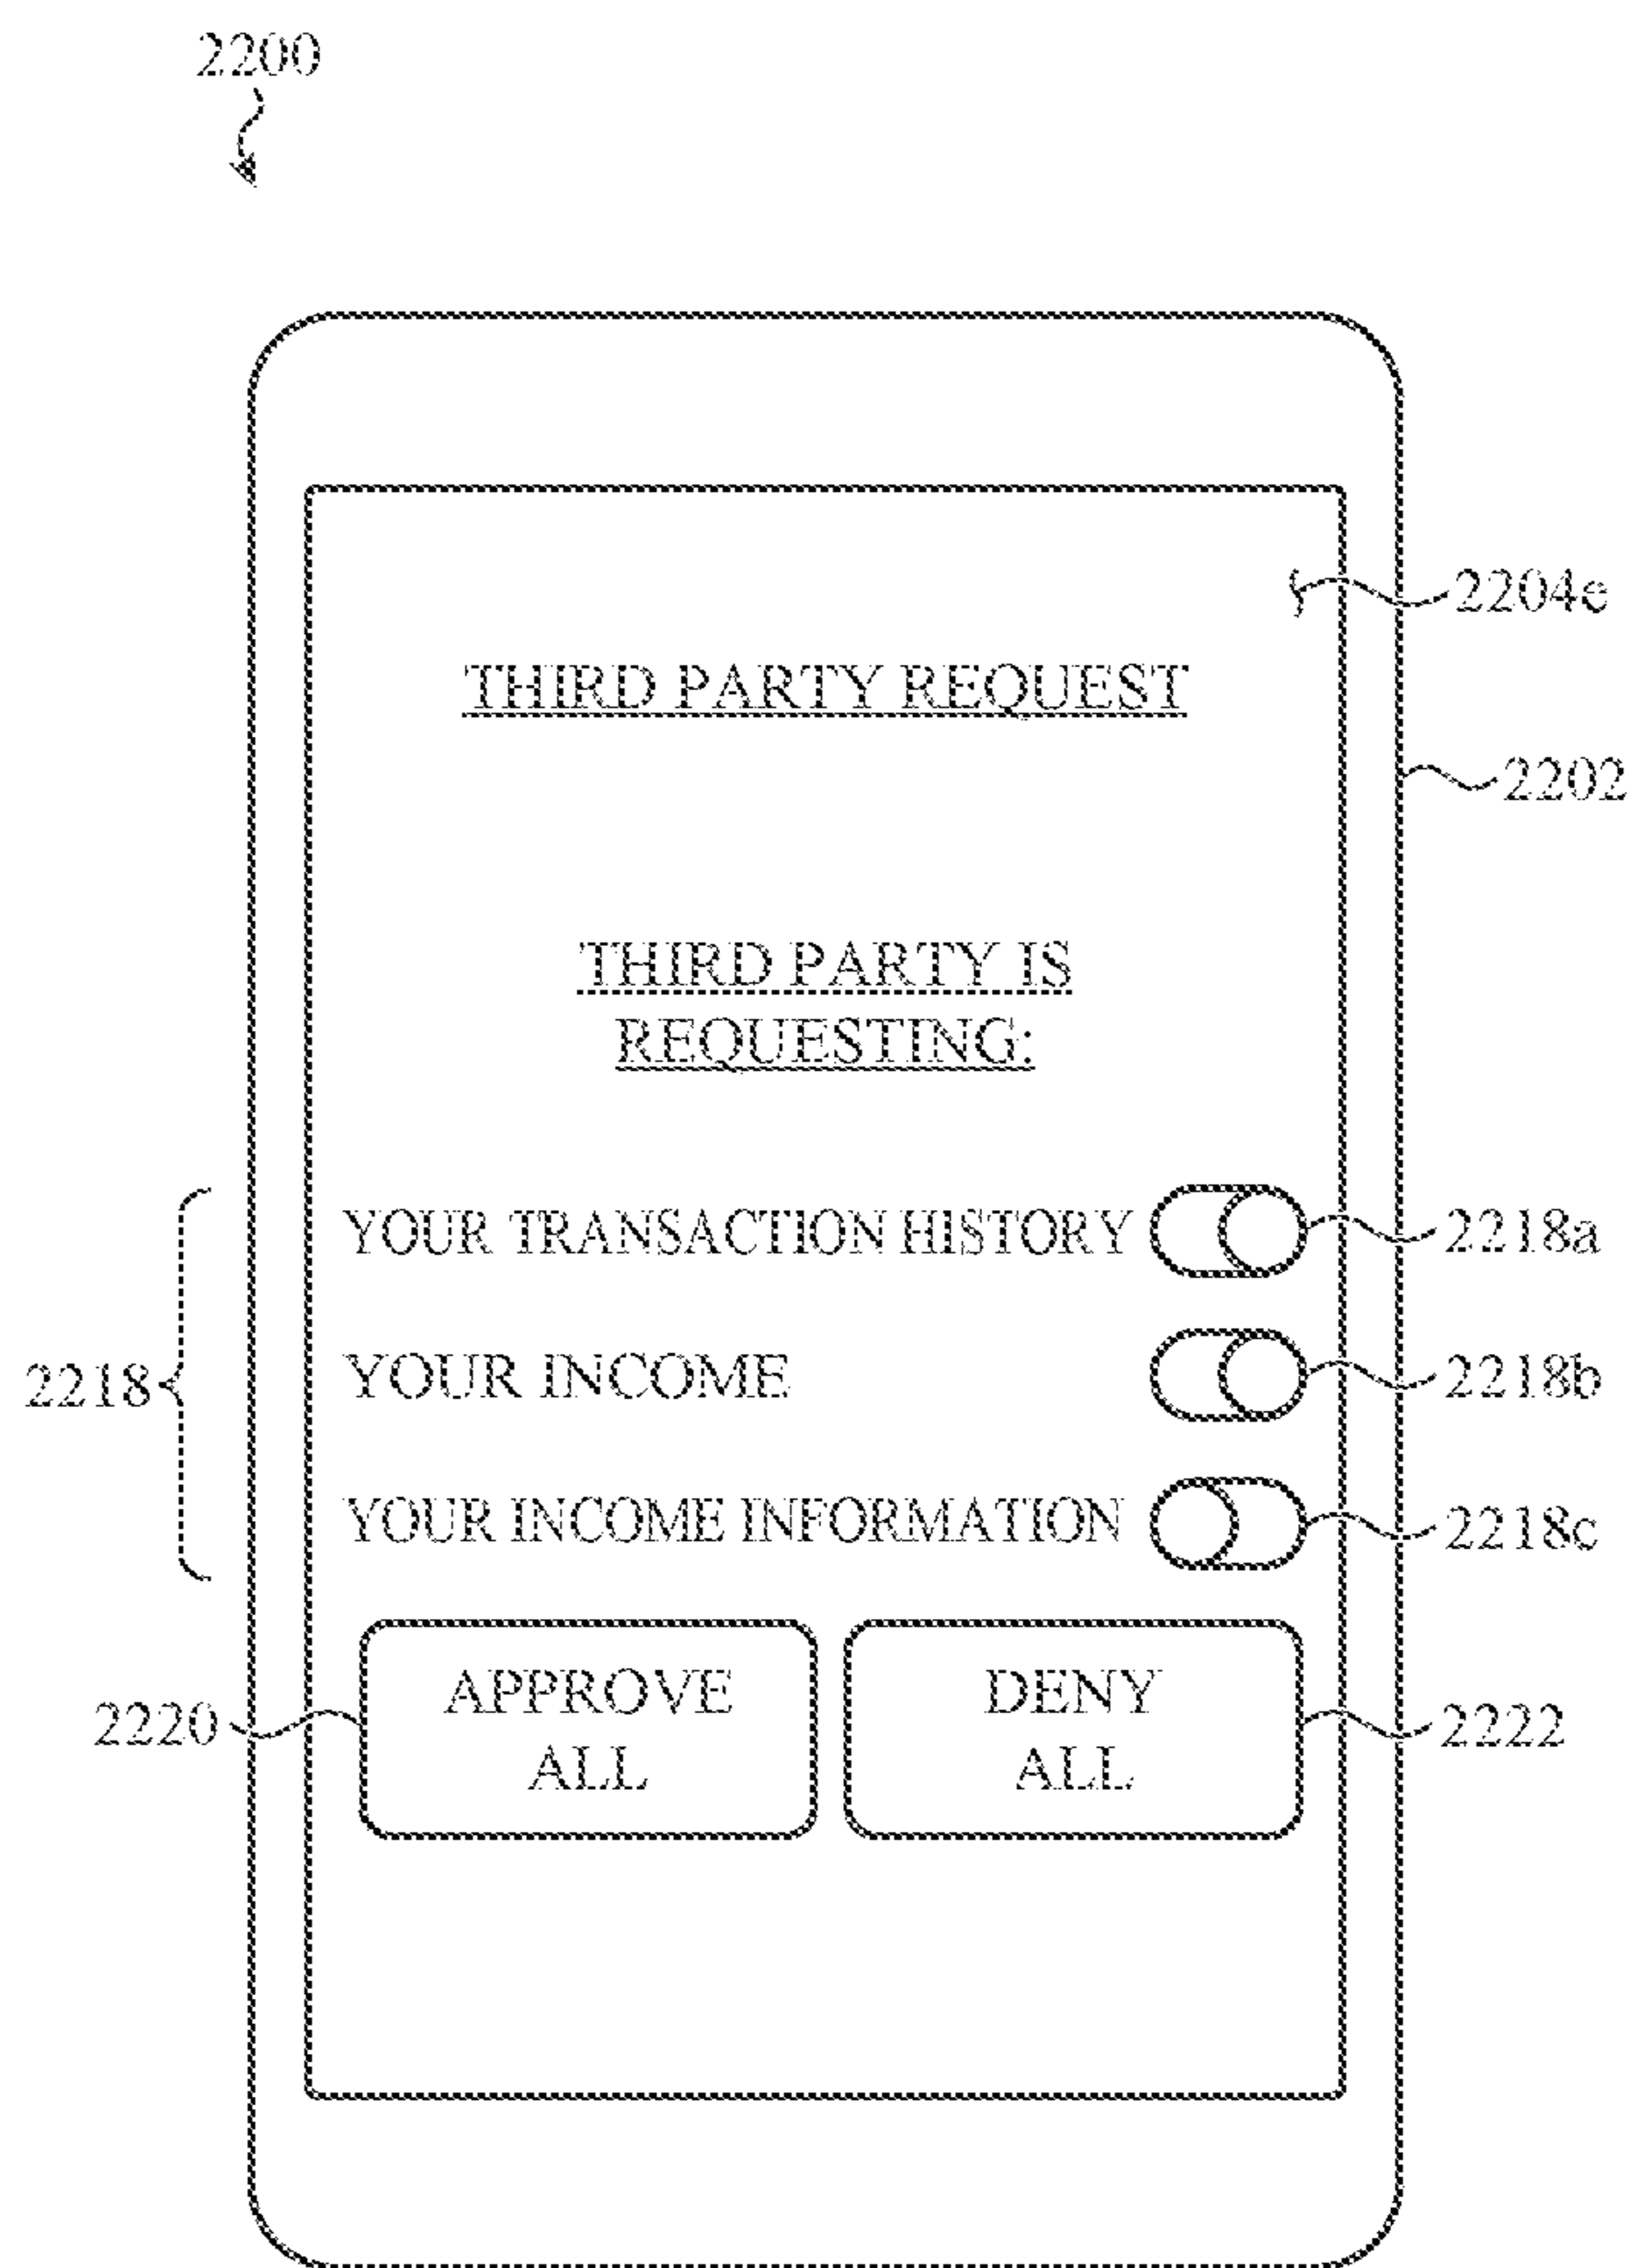 2200
2204e
THIRD PARTY REQUEST
2202
THIRD PARTY IS
REQUESTING:
YOUR TRANSACTION HISTORY 2218a
2218 YOUR INCOME 2218b
YOUR INCOME INFORMATION 2218c
APPROVE DENY
2220 2222
ALL ALL